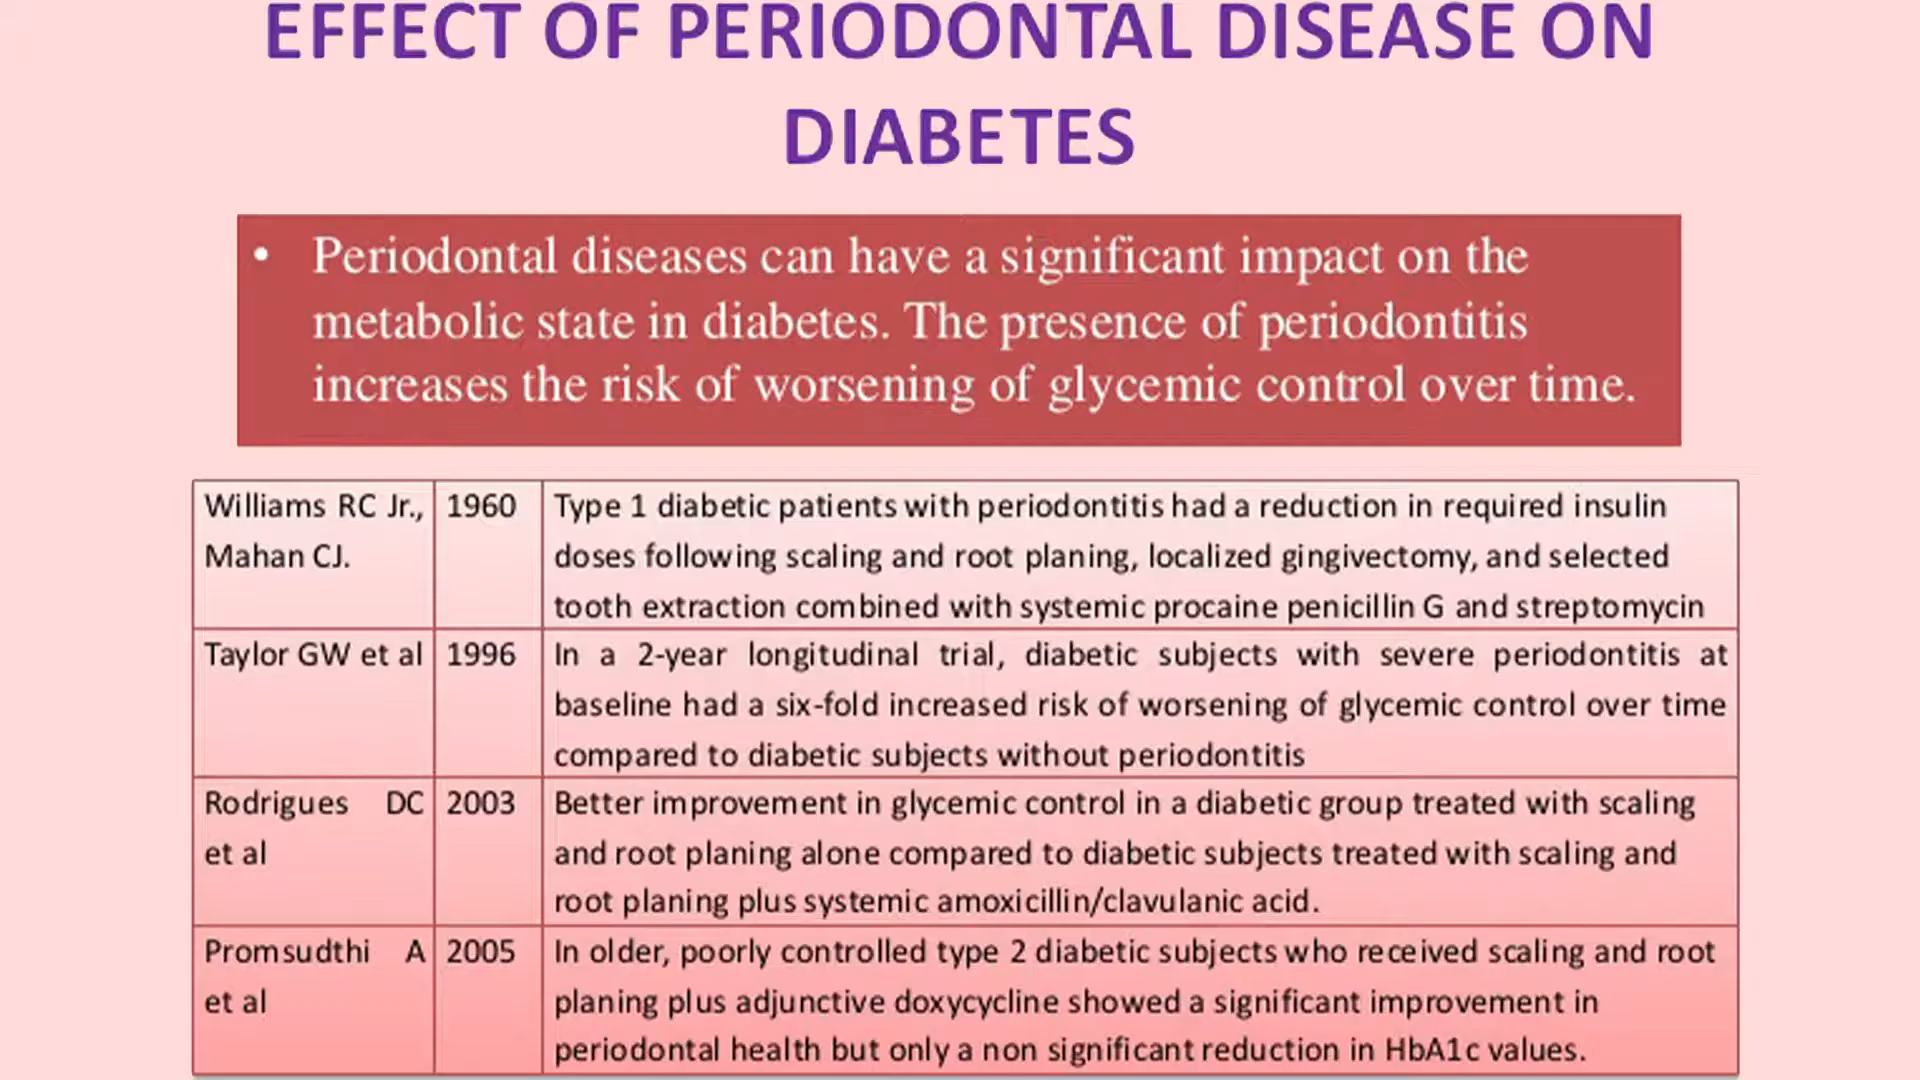 EFFECT OF PERIODONTAL DISEASE ON
DIABETES
• Periodontal diseases can have a significant impact on the
metabolic state in diabetes. The presence of periodontitis
increases the risk of worsening of glycemic control over time.
Williams RC Jr.,
Mahan CJ.
1960
Type 1 diabetic patients with periodontitis had a reduction in required insulin
doses following scaling and root planing, localized gingivectomy, and selected
tooth extraction combined with systemic procaine penicillin G and streptomycin
Taylor GW et al
1996
In a 2-year longitudinal trial, diabetic subjects with severe periodontitis at
baseline had a six-fold increased risk of worsening of glycemic control over time
compared to diabetic subjects without periodontitis
Rodrigues DC
et al
2003
Better improvement in glycemic control in a diabetic group treated with scaling
and root planing alone compared to diabetic subjects treated with scaling and
root planing plus systemic amoxicillin/clavulanic acid.
Promsudthi A
et al
2005
In older, poorly controlled type 2 diabetic subjects who received scaling and root
planing plus adjunctive doxycycline showed a significant improvement in
periodontal health but only a non significant reduction in HbA1c values.